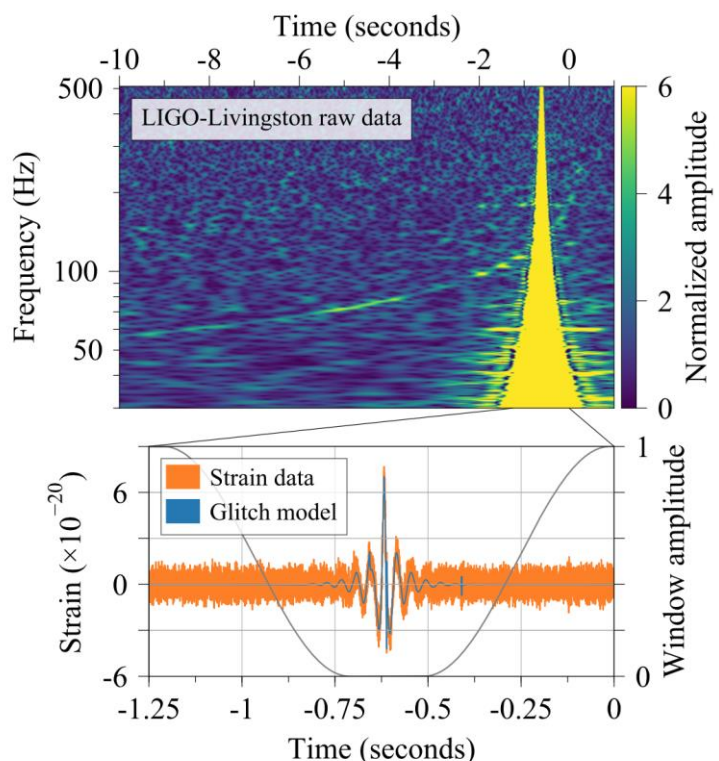 Time (seconds)
-10 -8 -6 -4 -2 0
LIGO-Livingston raw data
Frequency (Hz)
500
100
50
Normalized amplitude
6
4
2
0
Strain data
Glitch model
Strain (×10⁻²⁰)
6
0
-6
Window amplitude
1
0
-1.25 -1 -0.75 -0.5 -0.25 0
Time (seconds)